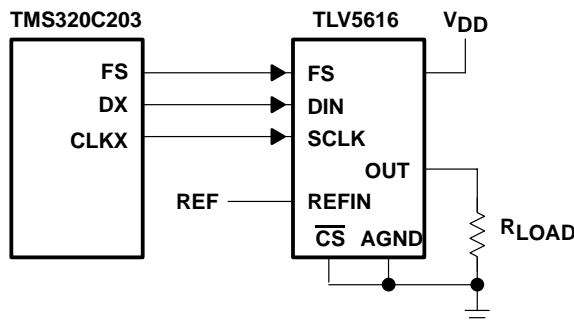 TMS320C203
TLV5616
VDD
FS
DX
CLKX
FS
DIN
SCLK
OUT
REF
REFIN
CS AGND
RLOAD